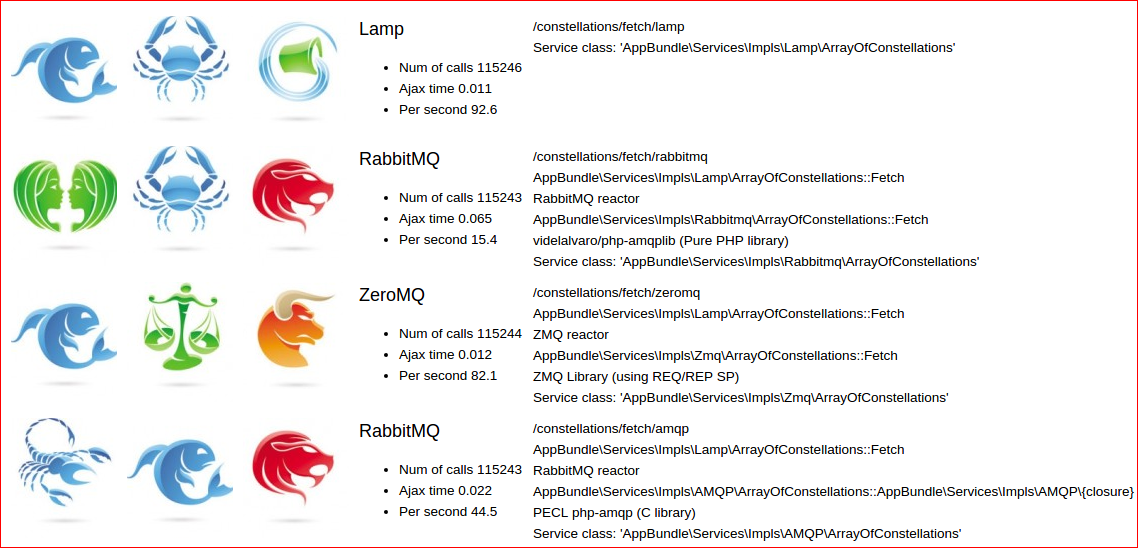 Lamp
Num of calls 115246
Ajax time 0.011
Per second 92.6
/constellations/fetch/lamp
Service class: 'AppBundle\Services\Impls\Lamp\ArrayOfConstellations'
RabbitMQ
Num of calls 115243
Ajax time 0.065
Per second 15.4
/constellations/fetch/rabbitmq
AppBundle\Services\Impls\Lamp\ArrayOfConstellations::Fetch
RabbitMQ reactor
AppBundle\Services\Impls\Rabbitmq\ArrayOfConstellations::Fetch
videlalvaro/php-amqplib (Pure PHP library)
Service class: 'AppBundle\Services\Impls\Rabbitmq\ArrayOfConstellations'
ZeroMQ
Num of calls 115244
Ajax time 0.012
Per second 82.1
/constellations/fetch/zeromq
AppBundle\Services\Impls\Lamp\ArrayOfConstellations::Fetch
ZMQ reactor
AppBundle\Services\Impls\Zmq\ArrayOfConstellations::Fetch
ZMQ Library (using REQ/REP SP)
Service class: 'AppBundle\Services\Impls\Zmq\ArrayOfConstellations'
RabbitMQ
Num of calls 115243
Ajax time 0.022
Per second 44.5
/constellations/fetch/amqp
AppBundle\Services\Impls\Lamp\ArrayOfConstellations::Fetch
RabbitMQ reactor
AppBundle\Services\Impls\AMQP\ArrayOfConstellations::AppBundle\Services\Impls\AMQP\{closure}
PECL php-amqp (C library)
Service class: 'AppBundle\Services\Impls\AMQP\ArrayOfConstellations'